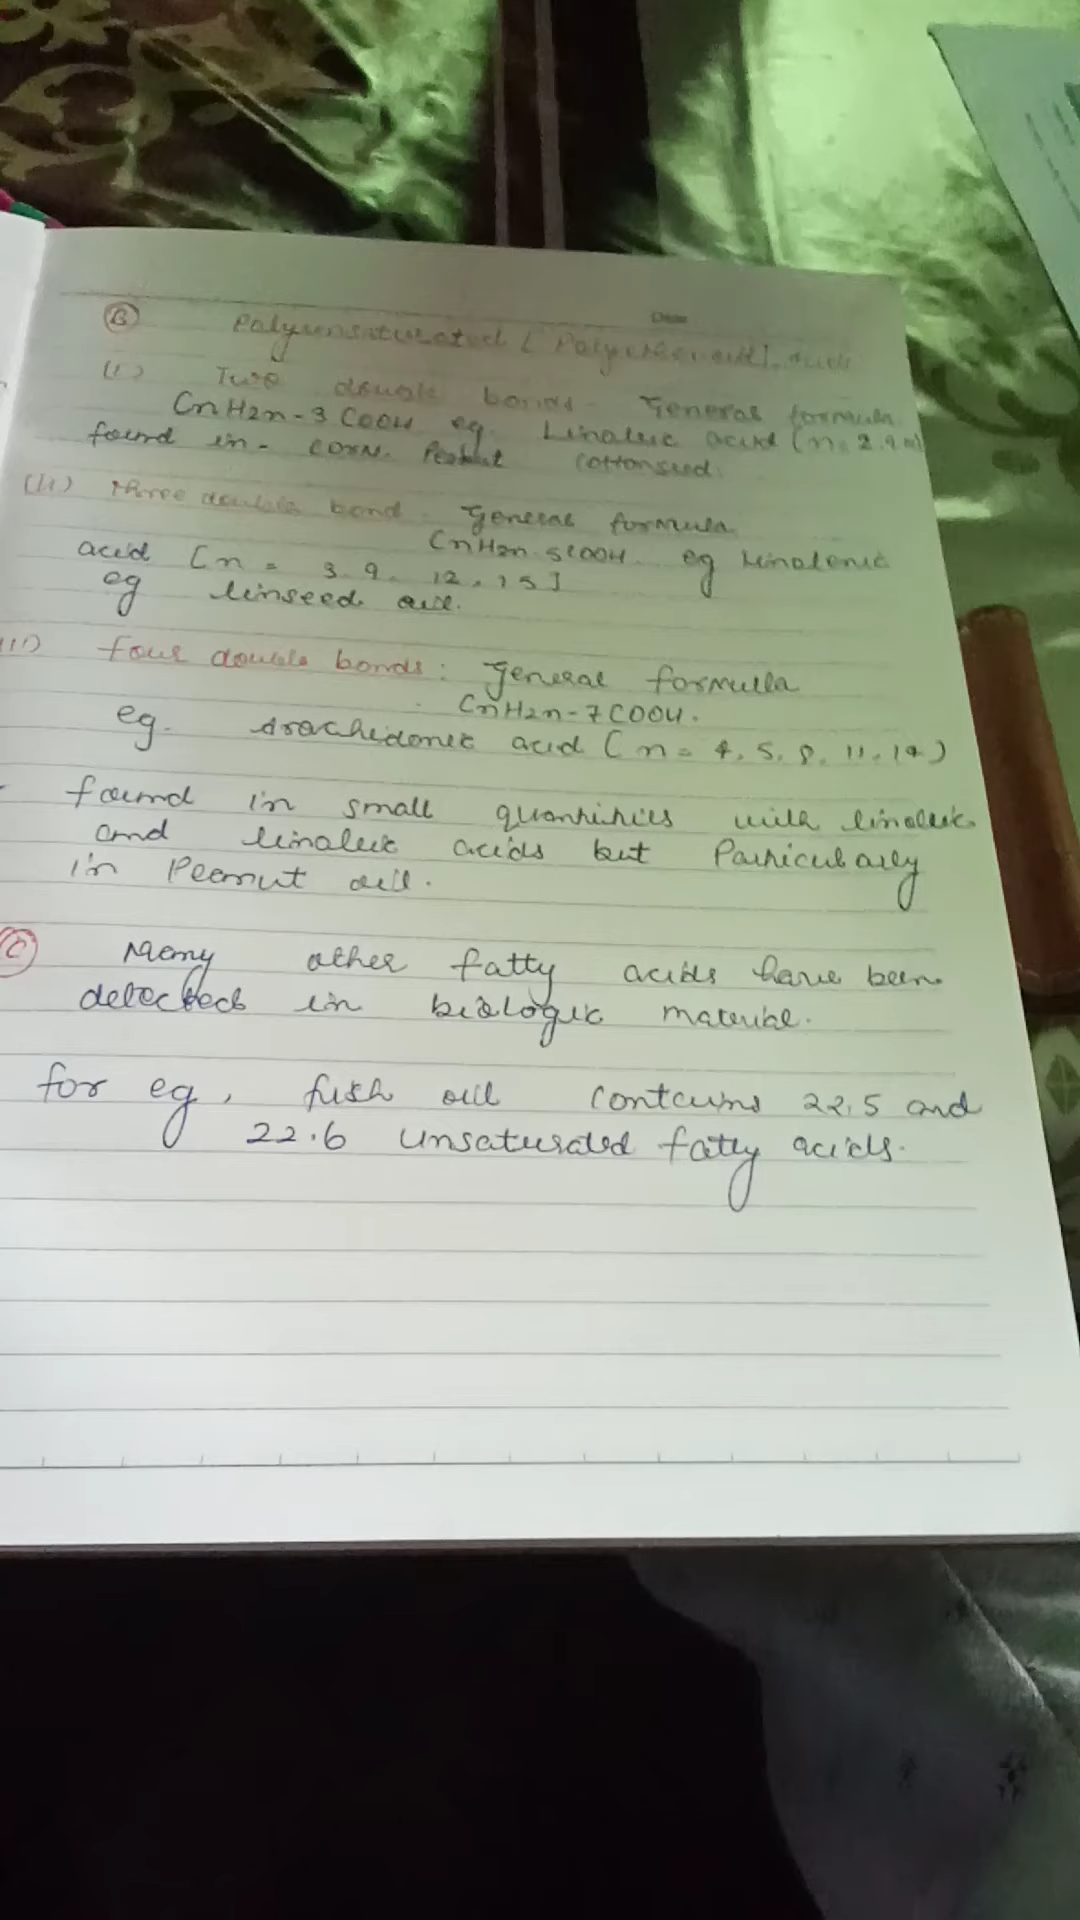 Date
(B) Polyunsaturated [Polyethenoid] Acids
(i) Two double bonds - General formula
CnH2n-3 COOH eg. Linoleic acid (n= 2.9.
found in - corn. Peanut cottonseed.
(ii) three double bond. General formula
CnH2n-5COOH. eg linolenic
acid [n = 3.9. 12, 15]
eg linseed oil.
four double bonds: General formula
CnH2n-7COOH.
eg. Arachidonic acid (n= 4, 5, 8, 11, 14)
found in small quantities with linoleic
and linoleic acids but Particularly
in Peanut oil.
(C) Many other fatty acids have been
detected in biologic material.
for eg, fish oil contains 22.5 and
22.6 unsaturated fatty acids.